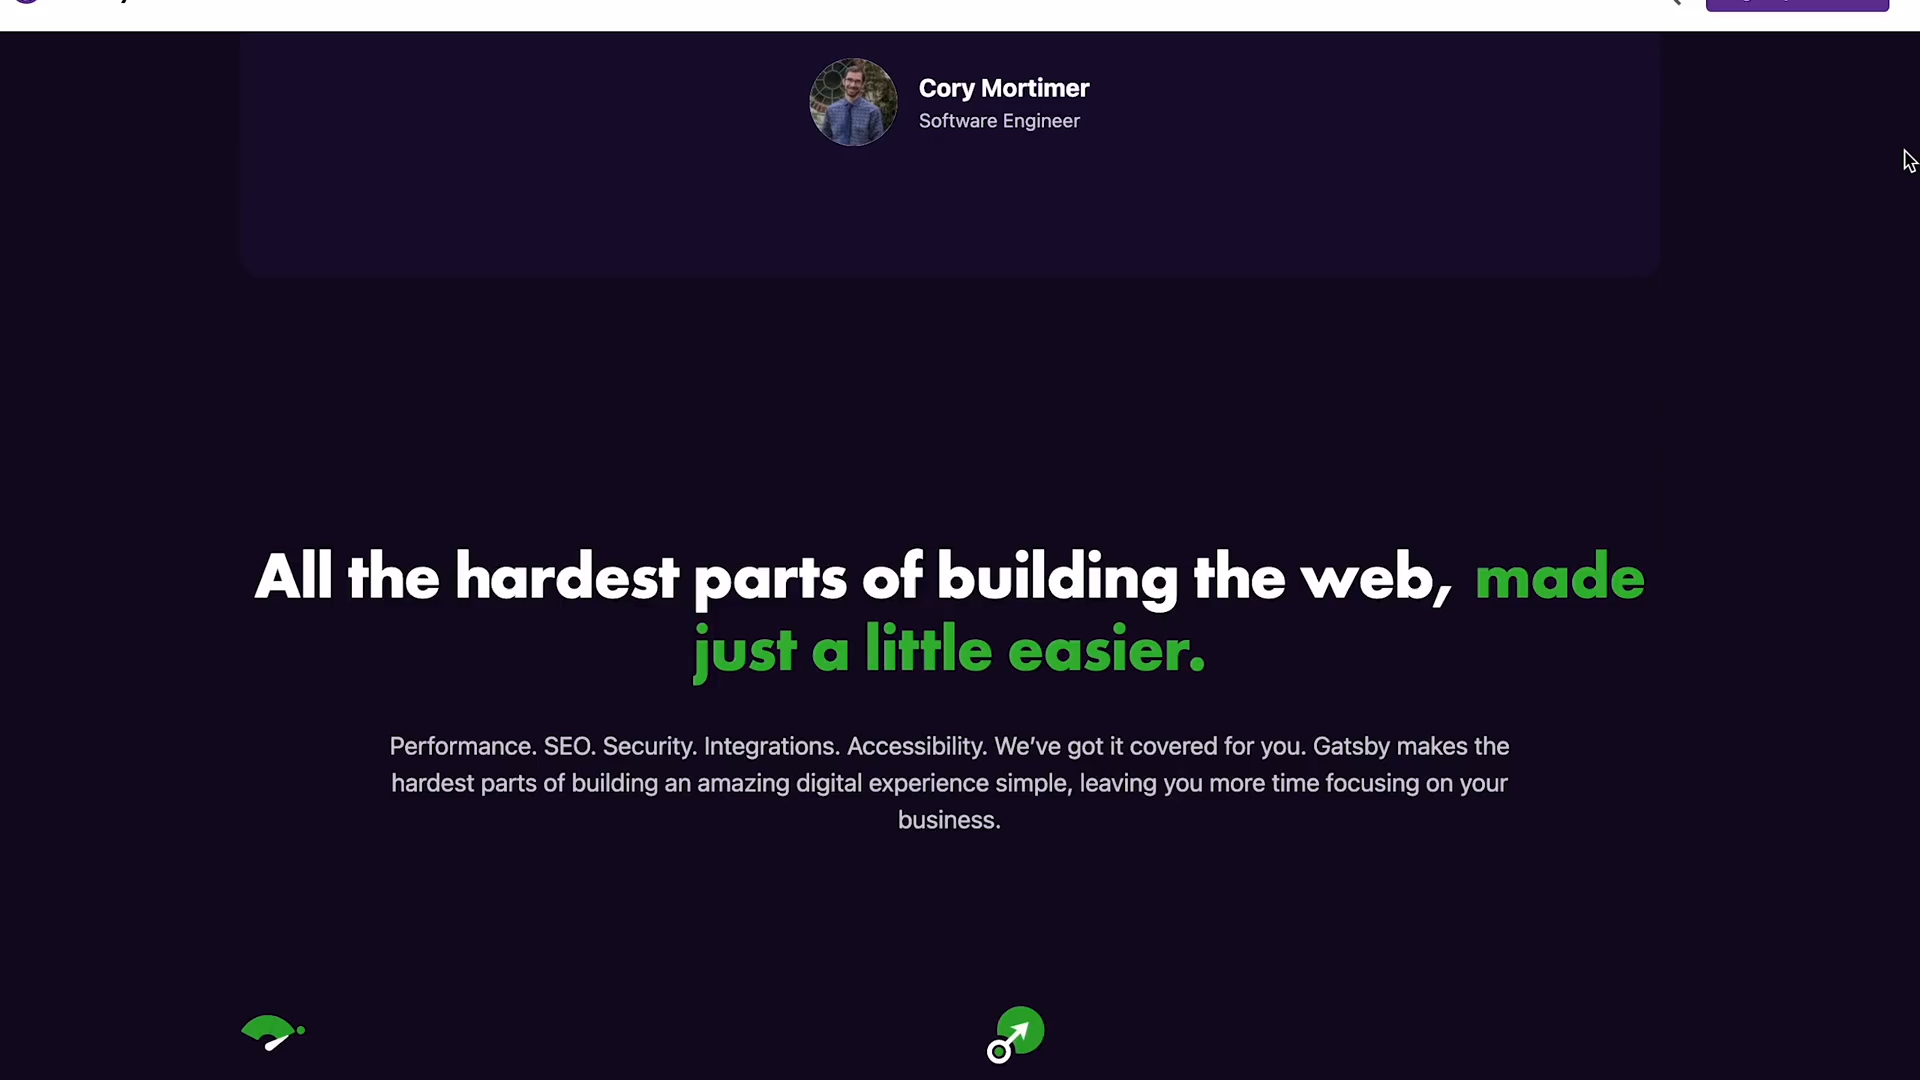 Cory Mortimer
Software Engineer
All the hardest parts of building the web, made
just a little easier.
Performance. SEO. Security. Integrations. Accessibility. We’ve got it covered for you. Gatsby makes the
hardest parts of building an amazing digital experience simple, leaving you more time focusing on your
business.